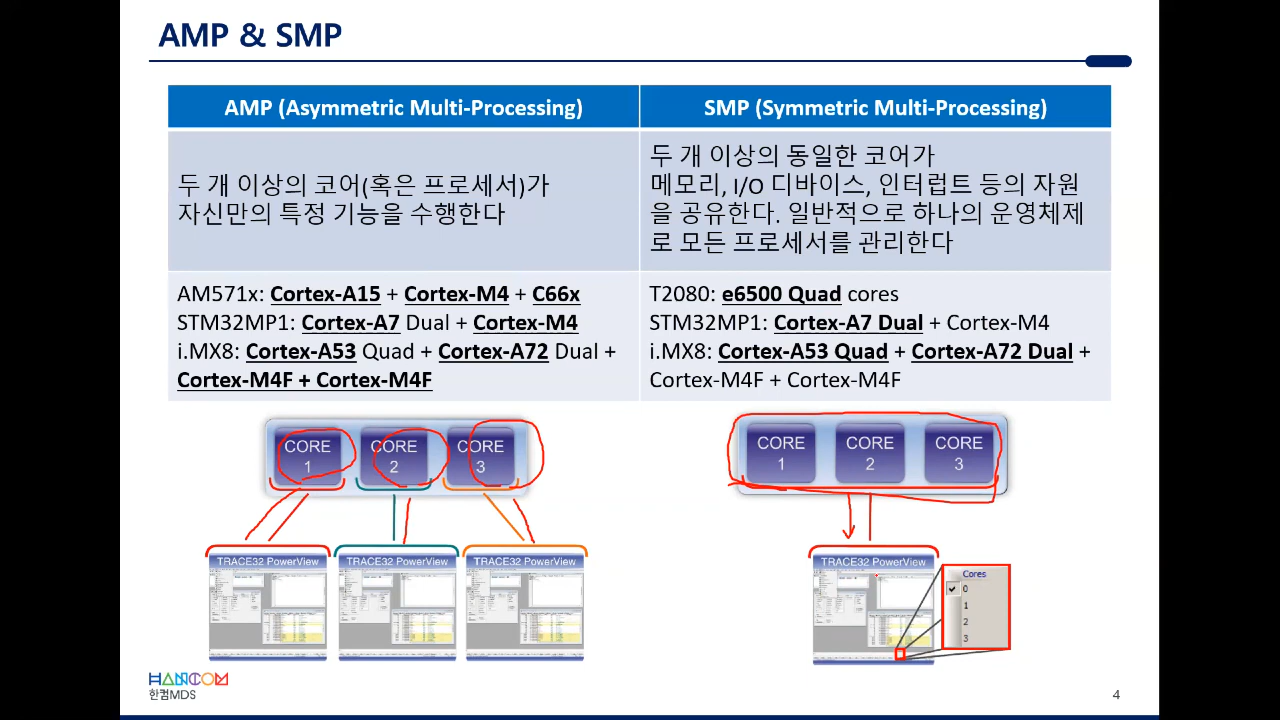 AMP & SMP
AMP (Asymmetric Multi-Processing)
SMP (Symmetric Multi-Processing)
두 개 이상의 코어(혹은 프로세서)가
자신만의 특정 기능을 수행한다
두 개 이상의 동일한 코어가
메모리, I/O 디바이스, 인터럽트 등의 자원
을 공유한다. 일반적으로 하나의 운영체제
로 모든 프로세서를 관리한다
AM571x: Cortex-A15 + Cortex-M4 + C66x
STM32MP1: Cortex-A7 Dual + Cortex-M4
i.MX8: Cortex-A53 Quad + Cortex-A72 Dual +
Cortex-M4F + Cortex-M4F
T2080: e6500 Quad cores
STM32MP1: Cortex-A7 Dual + Cortex-M4
i.MX8: Cortex-A53 Quad + Cortex-A72 Dual +
Cortex-M4F + Cortex-M4F
CORE
1
CORE
2
CORE
3
CORE
1
CORE
2
CORE
3
TRACE32 PowerView
TRACE32 PowerView
TRACE32 PowerView
TRACE32 PowerView
Cores
0
1
2
3
HANCOM
한컴MDS
4